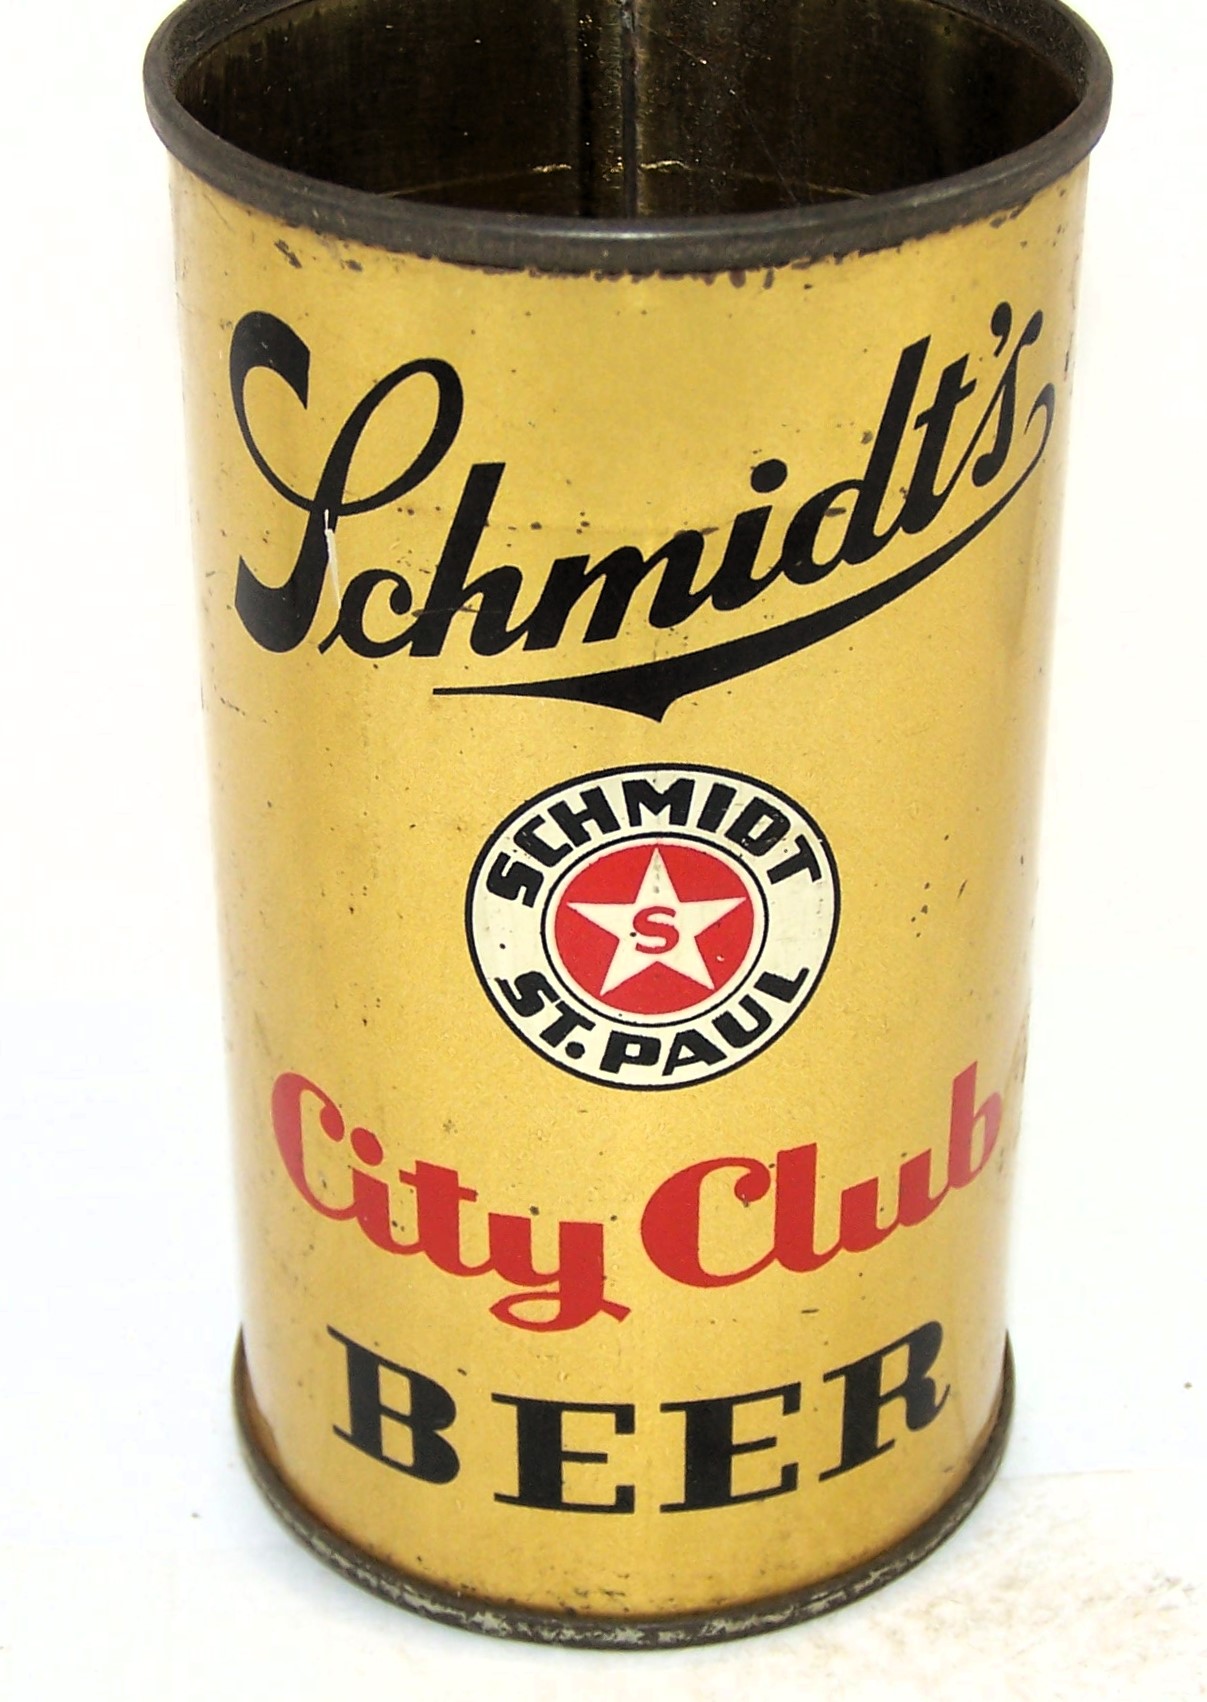 Schmidt's
SCHMIDT
S
ST. PAUL
City Club
BEER